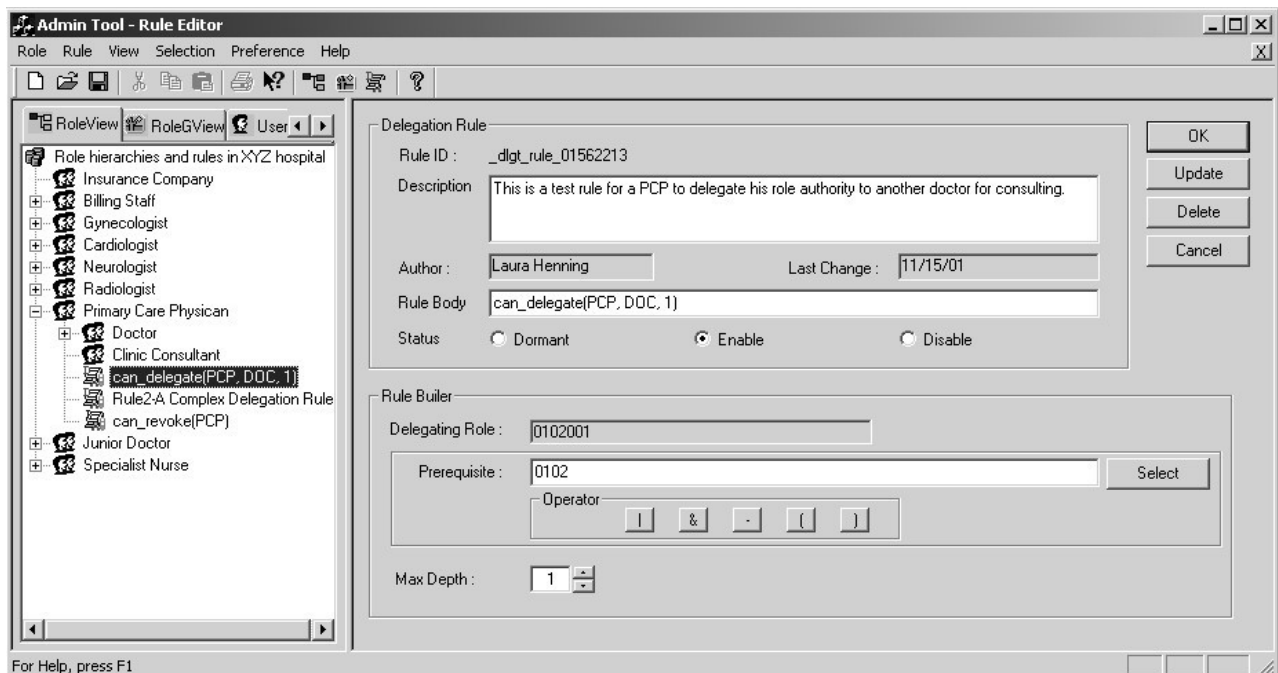 Admin Tool - Rule Editor
Role Rule View Selection Preference Help
RoleView RoleGView User
Role hierarchies and rules in XYZ hospital
Insurance Company
Billing Staff
Gynecologist
Cardiologist
Neurologist
Radiologist
Primary Care Physican
Doctor
Clinic Consultant
can_delegate(PCP, DOC, 1)
Rule2-A Complex Delegation Rule
can_revoke(PCP)
Junior Doctor
Specialist Nurse
Delegation Rule
Rule ID : _dlgt_rule_01562213
Description This is a test rule for a PCP to delegate his role authority to another doctor for consulting.
Author : Laura Henning Last Change : 11/15/01
Rule Body can_delegate(PCP, DOC, 1)
Status Dormant Enable Disable
OK
Update
Delete
Cancel
Rule Builer
Delegating Role : 0102001
Prerequisite : 0102 Select
Operator
| & - ( )
Max Depth : 1
For Help, press F1